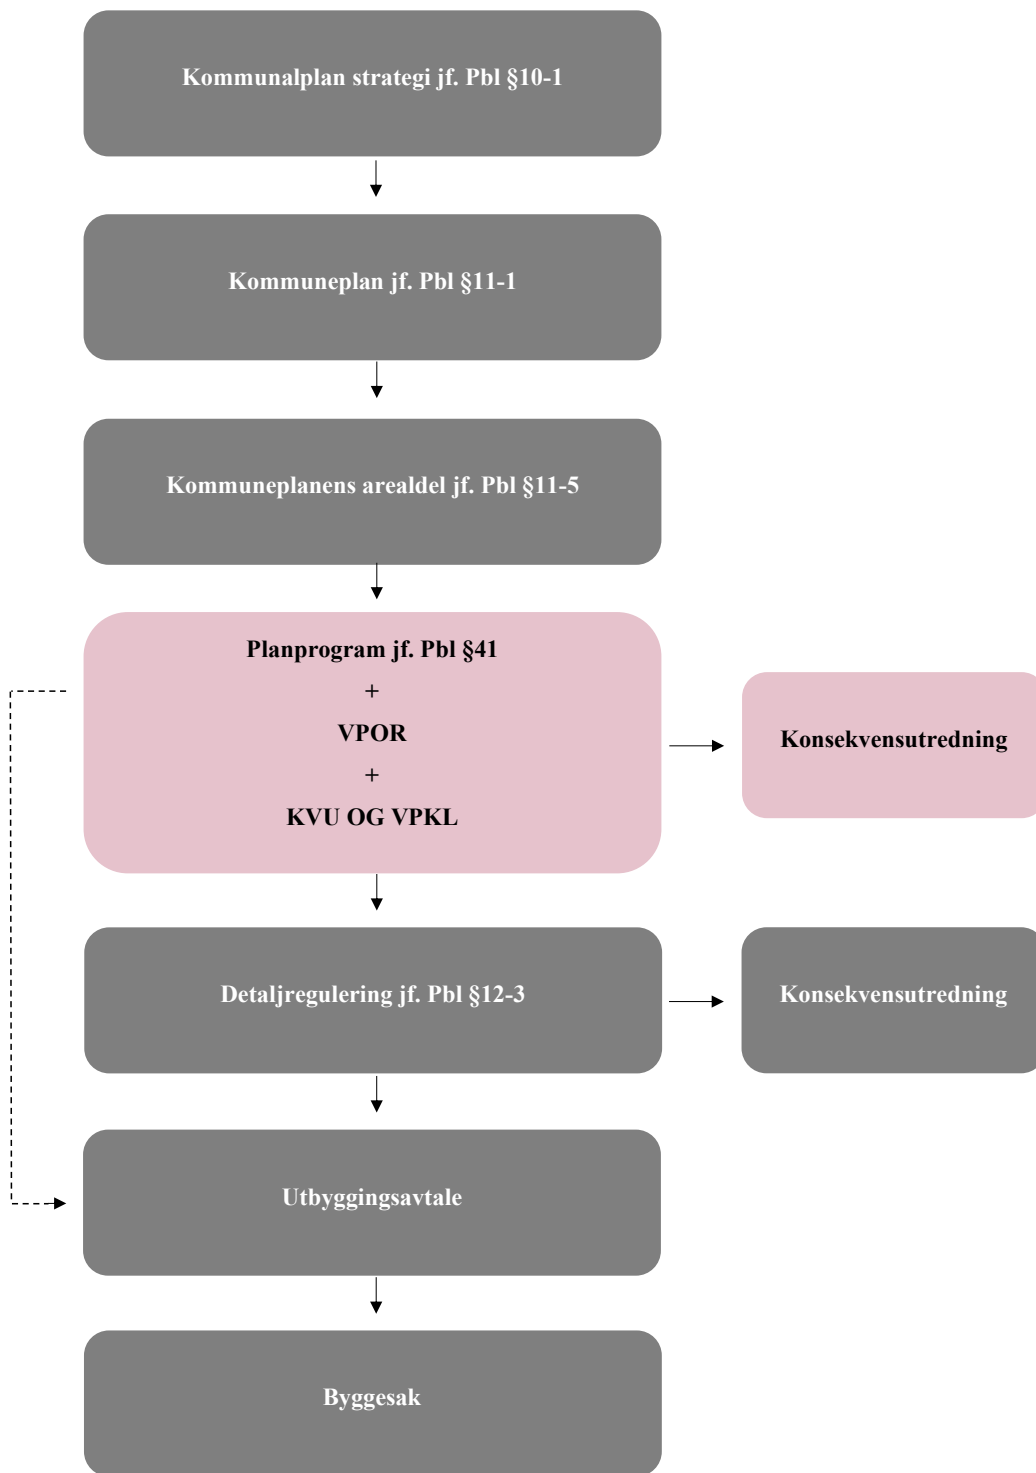 Kommunalplan strategi jf. Pbl §10-1
Kommuneplan jf. Pbl §11-1
Kommuneplanens arealdel jf. Pbl §11-5
Planprogram jf. Pbl §41
+
VPOR
+
KVU OG VPKL
Konsekvensutredning
Detaljregulering jf. Pbl §12-3
Konsekvensutredning
Utbyggingsavtale
Byggesak